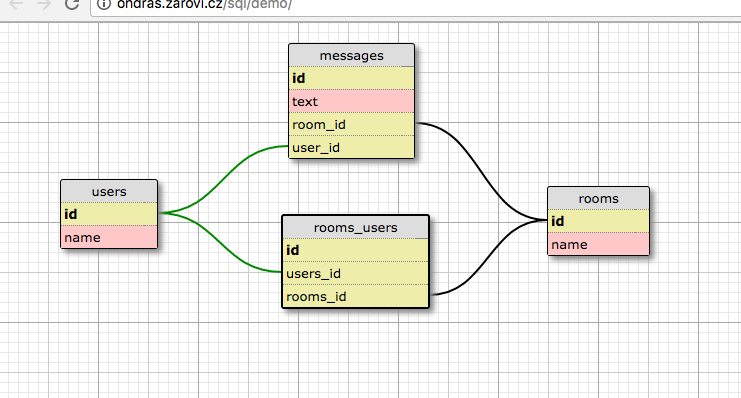 ondras.zarovi.cz/sql/demo/
messages
id
text
room_id
user_id
users
id
name
rooms_users
id
users_id
rooms_id
rooms
id
name